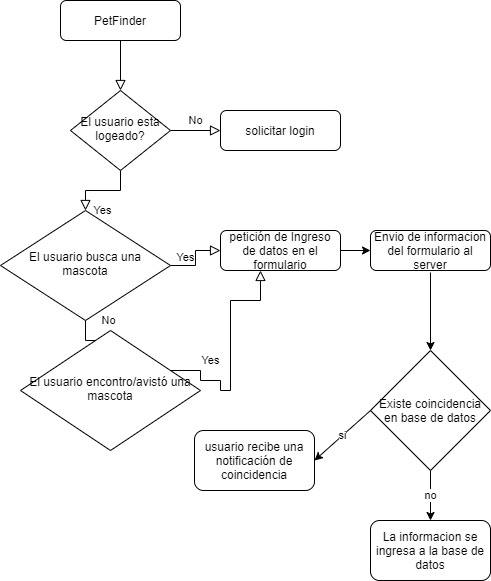 PetFinder
El usuario esta
logeado?
No
solicitar login
Yes
El usuario busca una
mascota
Yes
petición de Ingreso
de datos en el
formulario
Envio de informacion
del formulario al
server
No
El usuario encontro/avistó una
mascota
Yes
Existe coincidencia
en base de datos
sí
usuario recibe una
notificación de
coincidencia
no
La informacion se
ingresa a la base de
datos